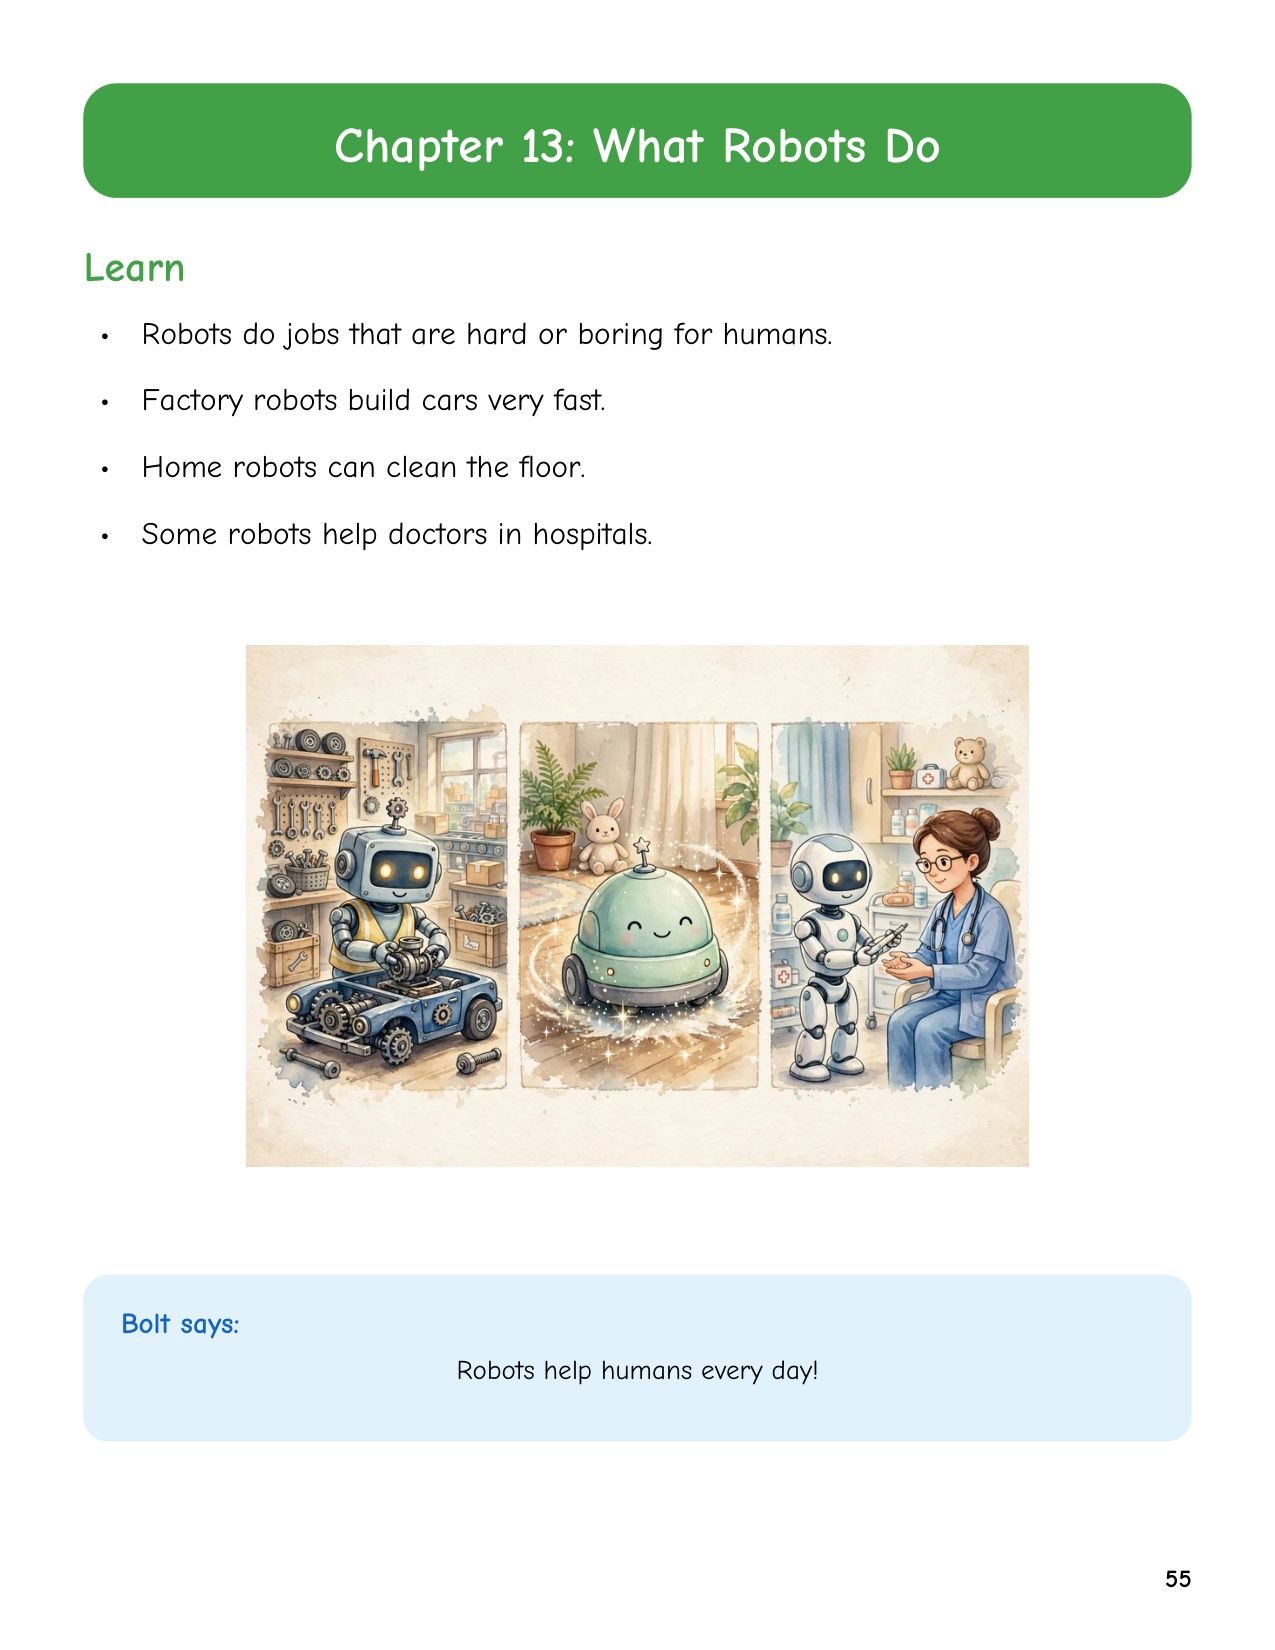 Chapter 13: What Robots Do
Learn
• Robots do jobs that are hard or boring for humans.
• Factory robots build cars very fast.
• Home robots can clean the floor.
• Some robots help doctors in hospitals.
Bolt says:
Robots help humans every day!
55